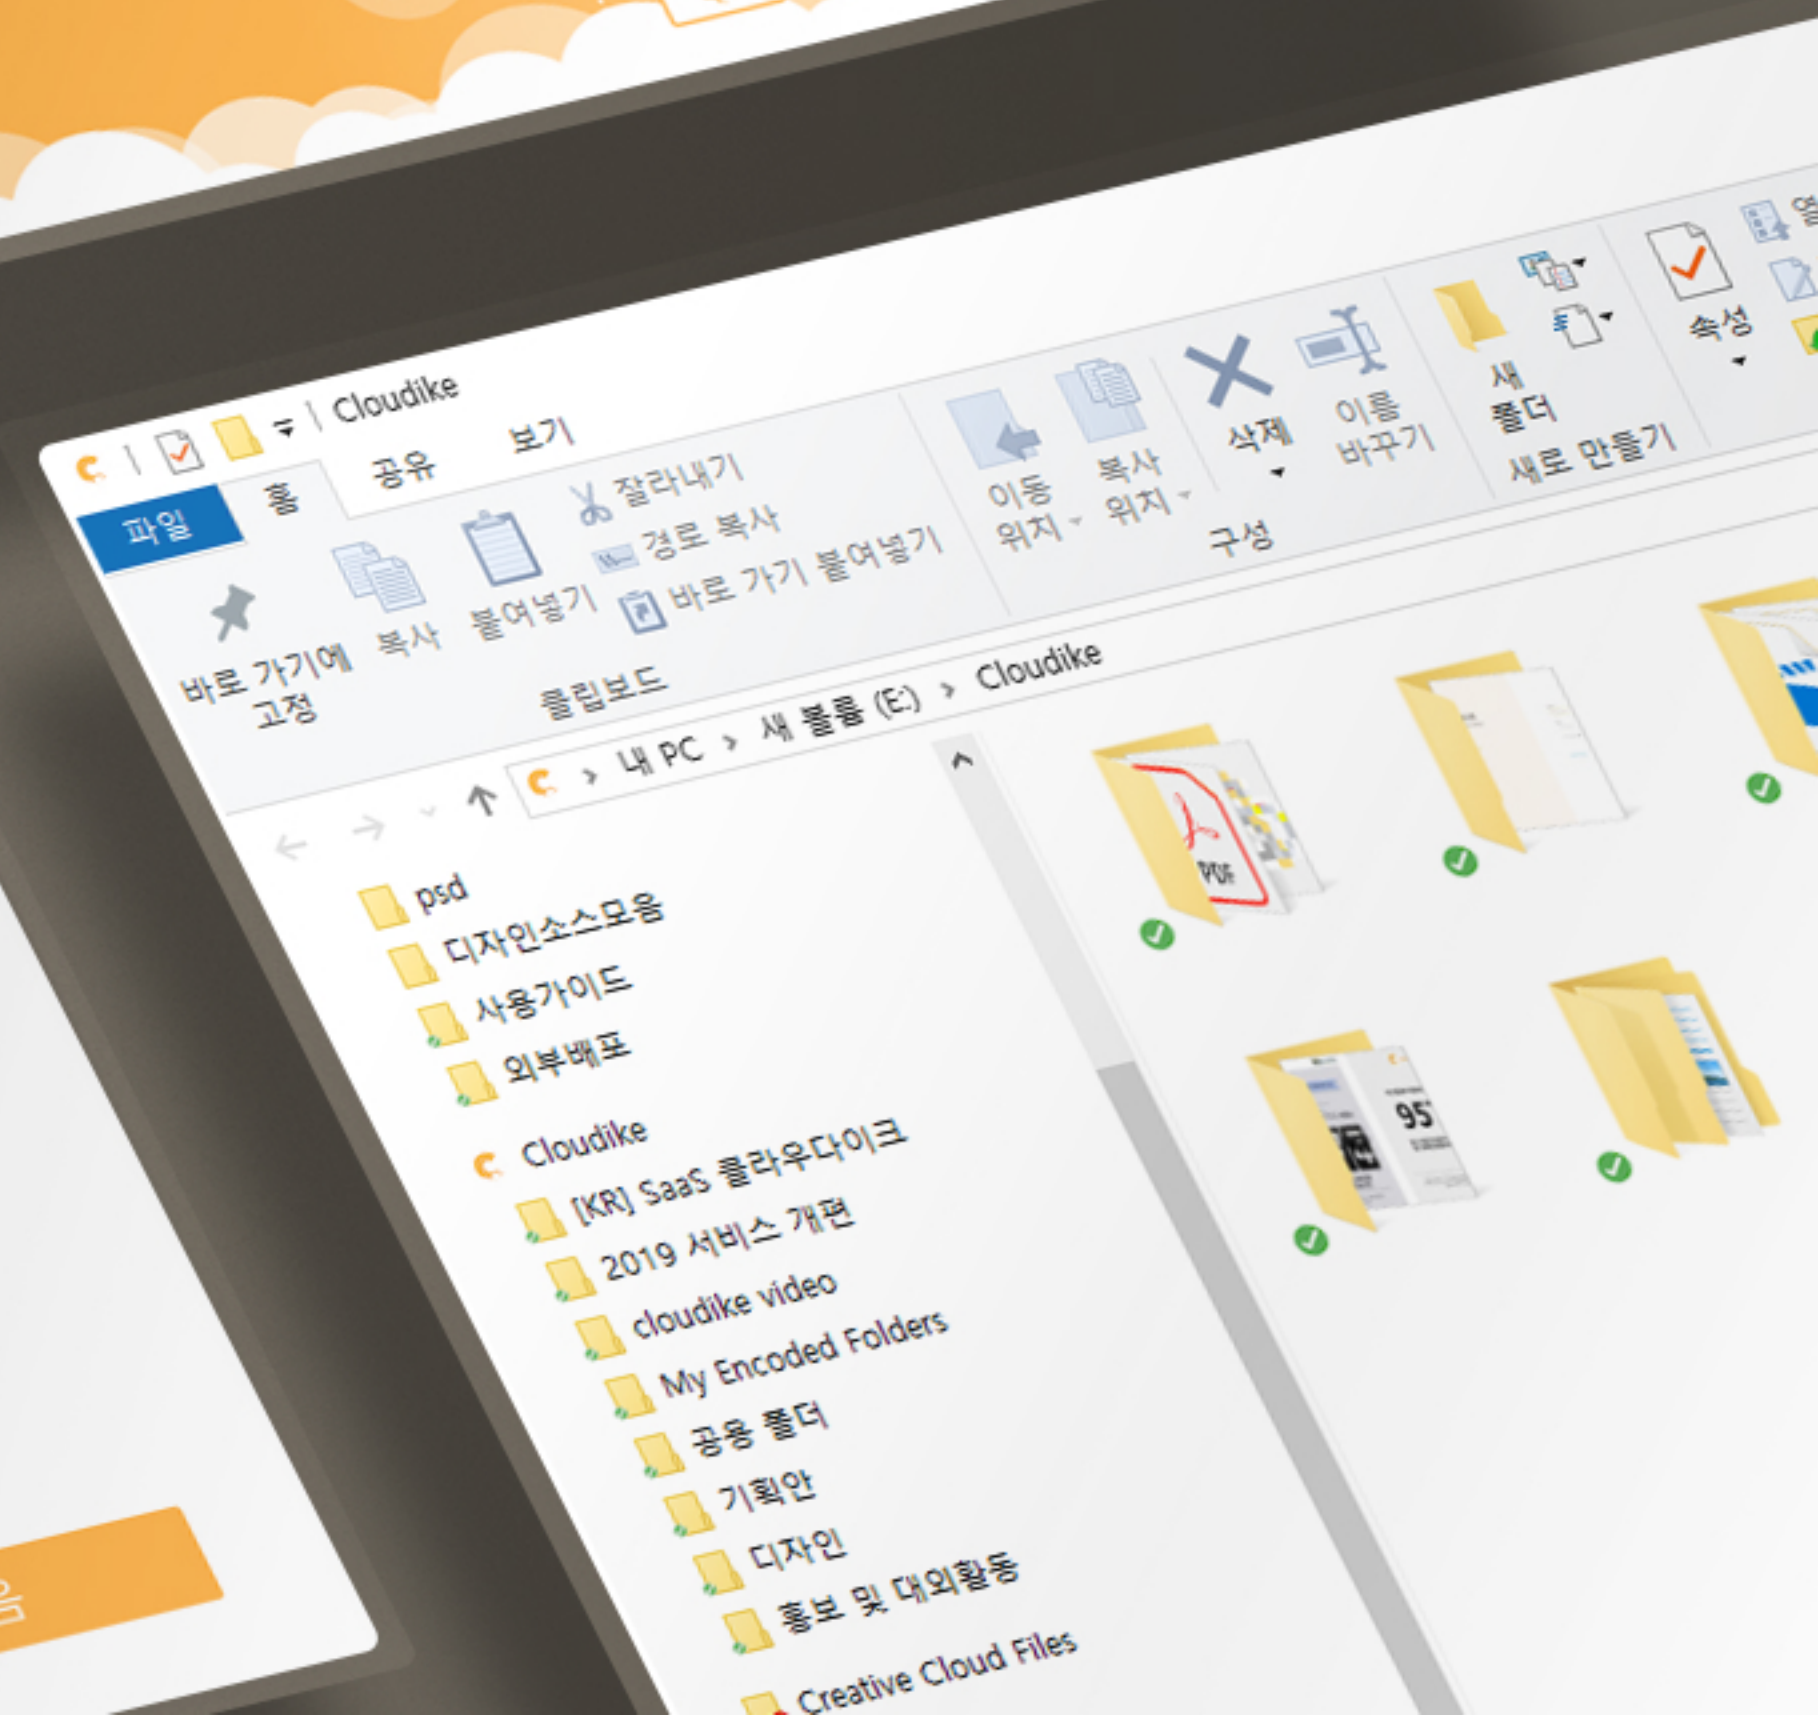 Cloudike
파일
홈
공유
보기
바로 가기에
고정
복사
붙여넣기
잘라내기
경로 복사
바로 가기 붙여넣기
클립보드
이동
위치
복사
위치
삭제
이름
바꾸기
구성
새
폴더
새로 만들기
속성
내 PC
새 볼륨 (E:)
Cloudike
psd
디자인소스모음
사용가이드
외부배포
Cloudike
[KR] SaaS 클라우다이크
2019 서비스 개편
cloudike video
My Encoded Folders
공용 폴더
기획안
디자인
홍보 및 대외활동
Creative Cloud Files
PDF
95